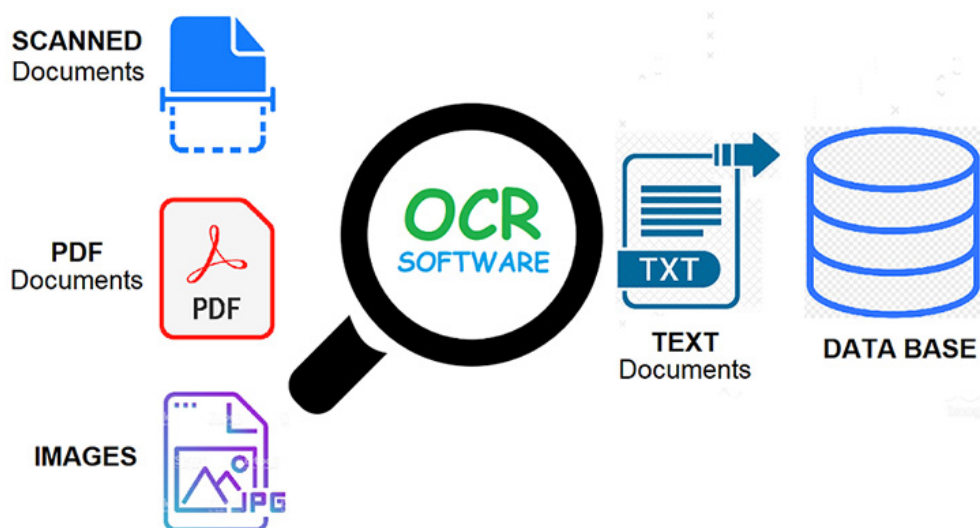 SCANNED
Documents
PDF
Documents
PDF
IMAGES
JPG
OCR
SOFTWARE
TXT
TEXT
Documents
DATA BASE